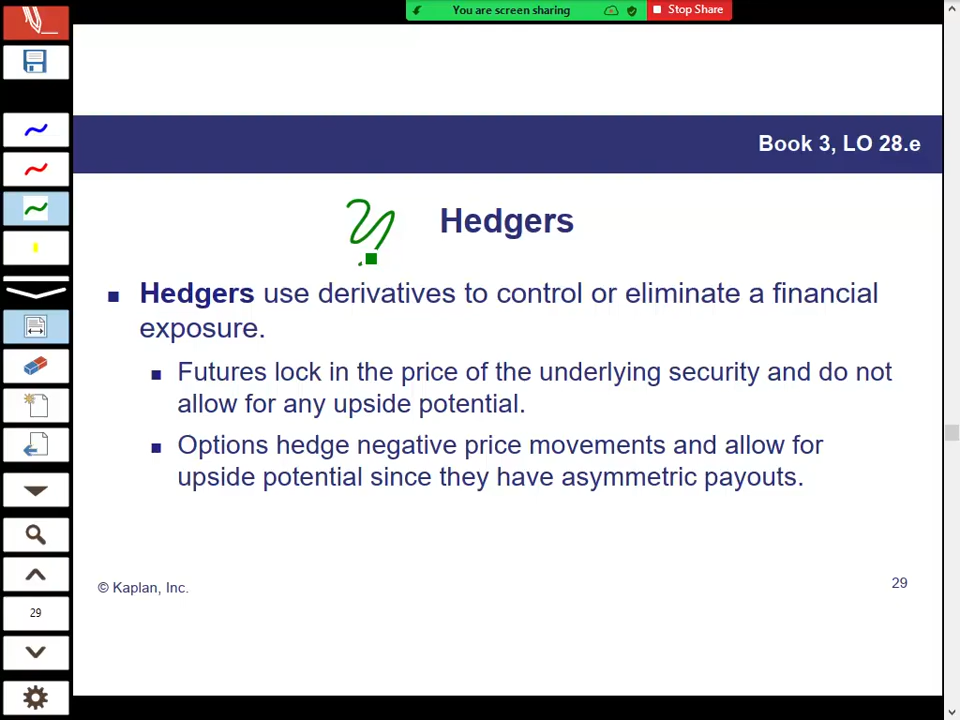 You are screen sharing
Stop Share
Book 3, LO 28.e
Hedgers
Hedgers use derivatives to control or eliminate a financial
exposure.
Futures lock in the price of the underlying security and do not
allow for any upside potential.
Options hedge negative price movements and allow for
upside potential since they have asymmetric payouts.
© Kaplan, Inc.
29
29